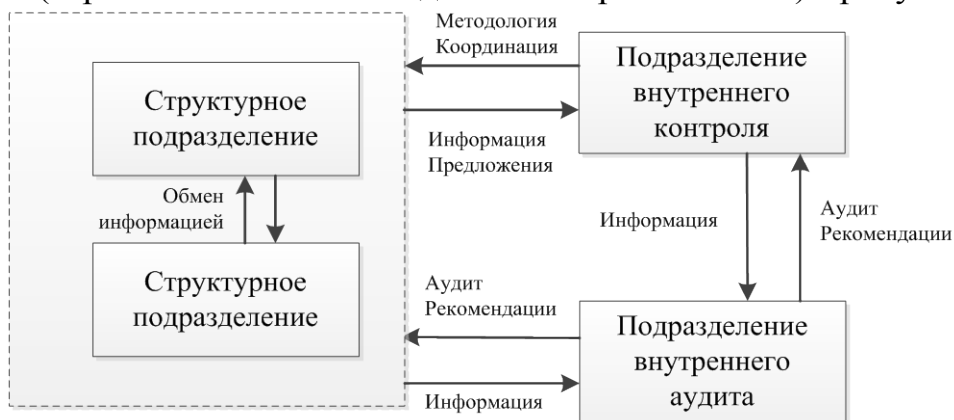 Методология
Координация
Подразделение
внутреннего
контроля
Структурное
подразделение
Информация
Предложения
Обмен
информацией
Информация
Аудит
Рекомендации
Структурное
подразделение
Аудит
Рекомендации
Подразделение
внутреннего
аудита
Информация